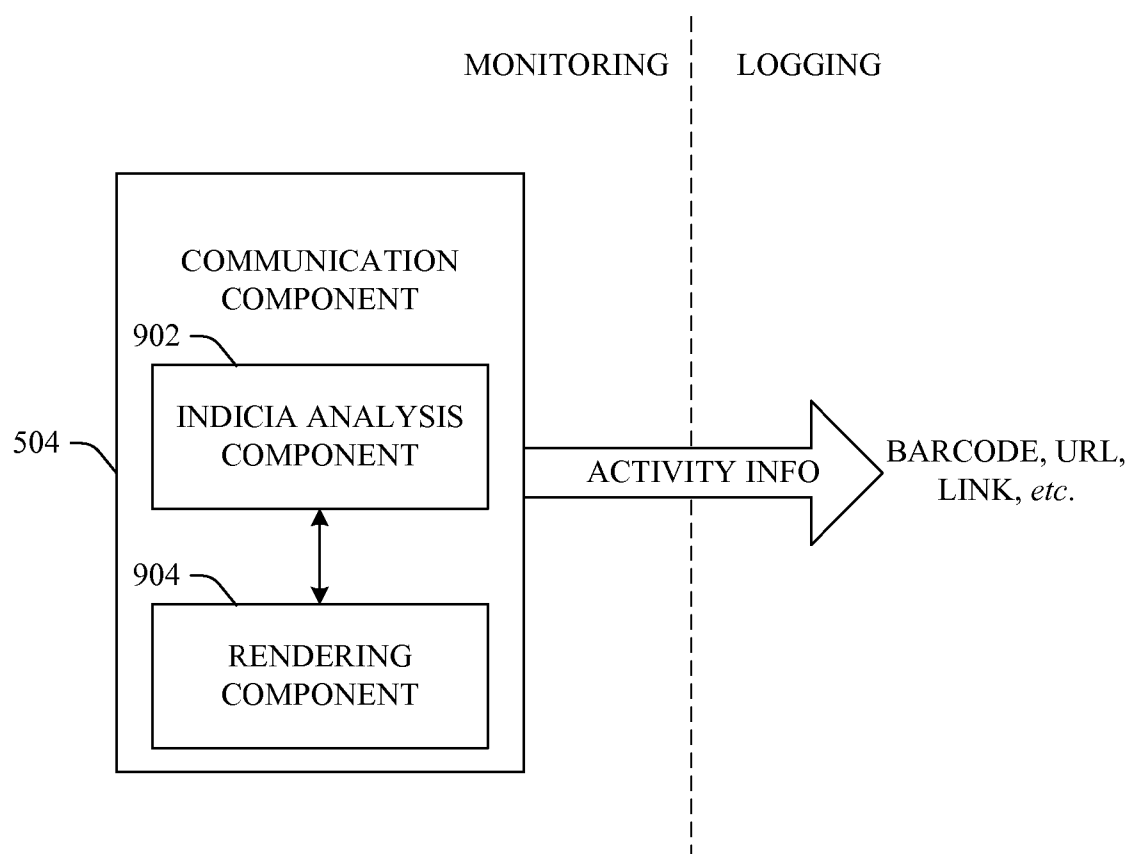 MONITORING
LOGGING
COMMUNICATION
COMPONENT
902
INDICIA ANALYSIS
COMPONENT
504
ACTIVITY INFO
BARCODE, URL,
LINK, etc.
904
RENDERING
COMPONENT